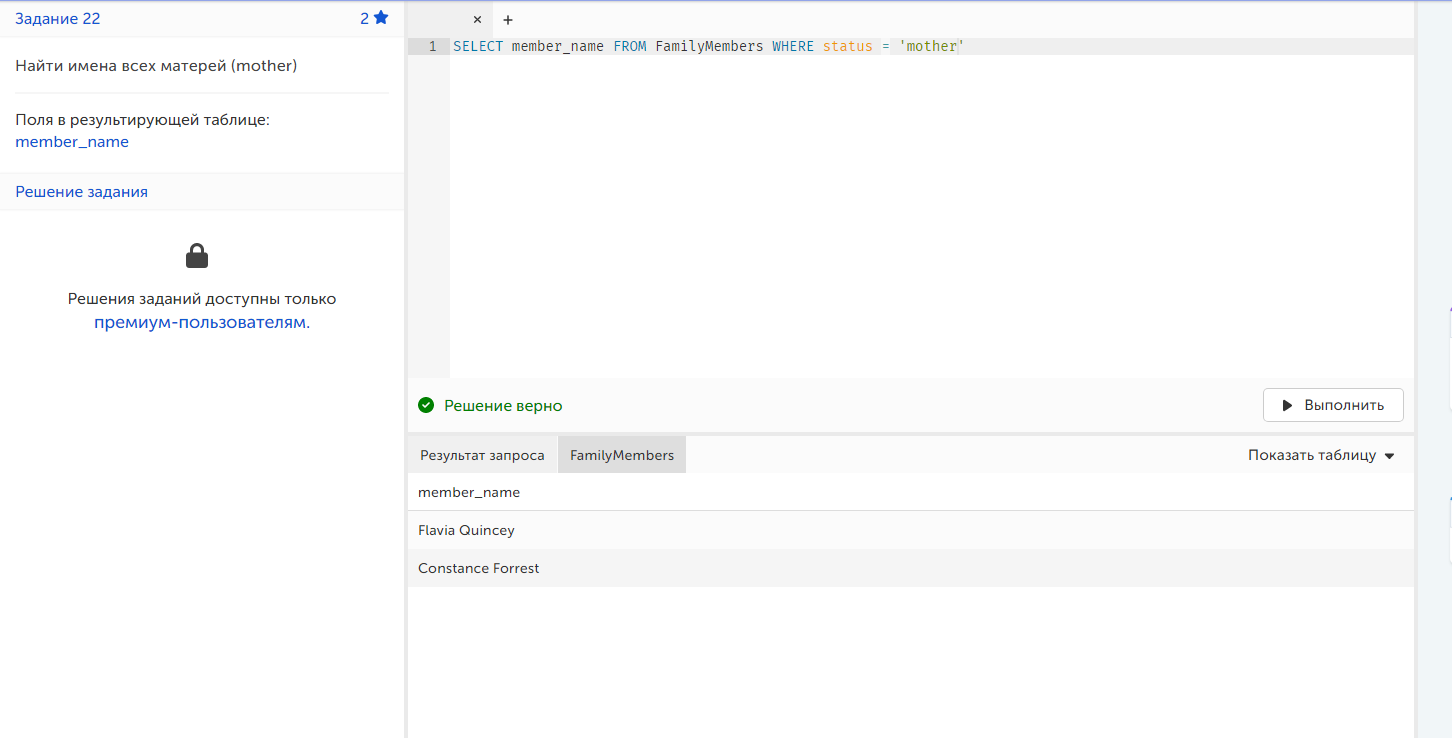 Задание 22
2
Найти имена всех матерей (mother)
Поля в результирующей таблице:
member_name
Решение задания
Решения заданий доступны только
премиум-пользователям.
× +
1 SELECT member_name FROM FamilyMembers WHERE status = 'mother'
Решение верно
Выполнить
Результат запроса FamilyMembers Показать таблицу
member_name
Flavia Quincey
Constance Forrest